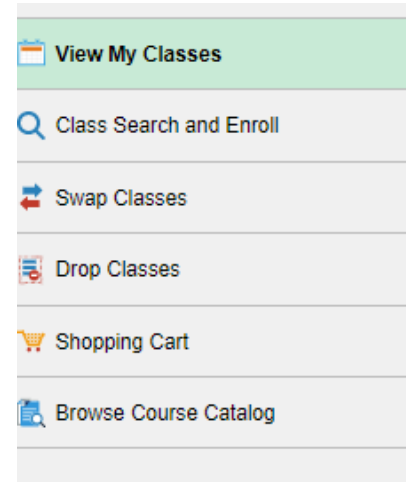 View My Classes
Class Search and Enroll
Swap Classes
Drop Classes
Shopping Cart
Browse Course Catalog